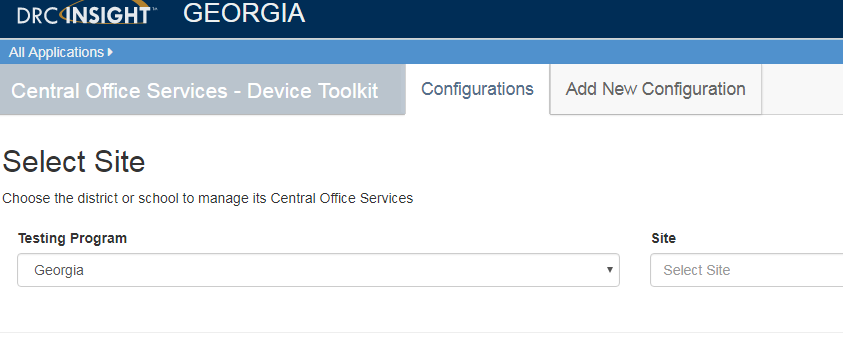 DRC INSIGHT™ GEORGIA
All Applications
Central Office Services - Device Toolkit Configurations Add New Configuration
Select Site
Choose the district or school to manage its Central Office Services
Testing Program Site
Georgia Select Site